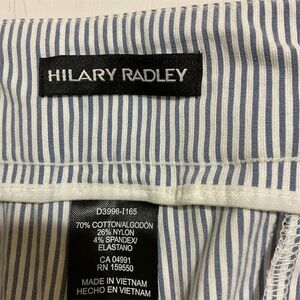 HILARY RADLEY
D3996-I165
70% COTTON/ALGODÓN
26% NYLON
4% SPANDEX/
ELASTANO
CA 04991
RN 159550
MADE IN VIETNAM
HECHO EN VIETNAM